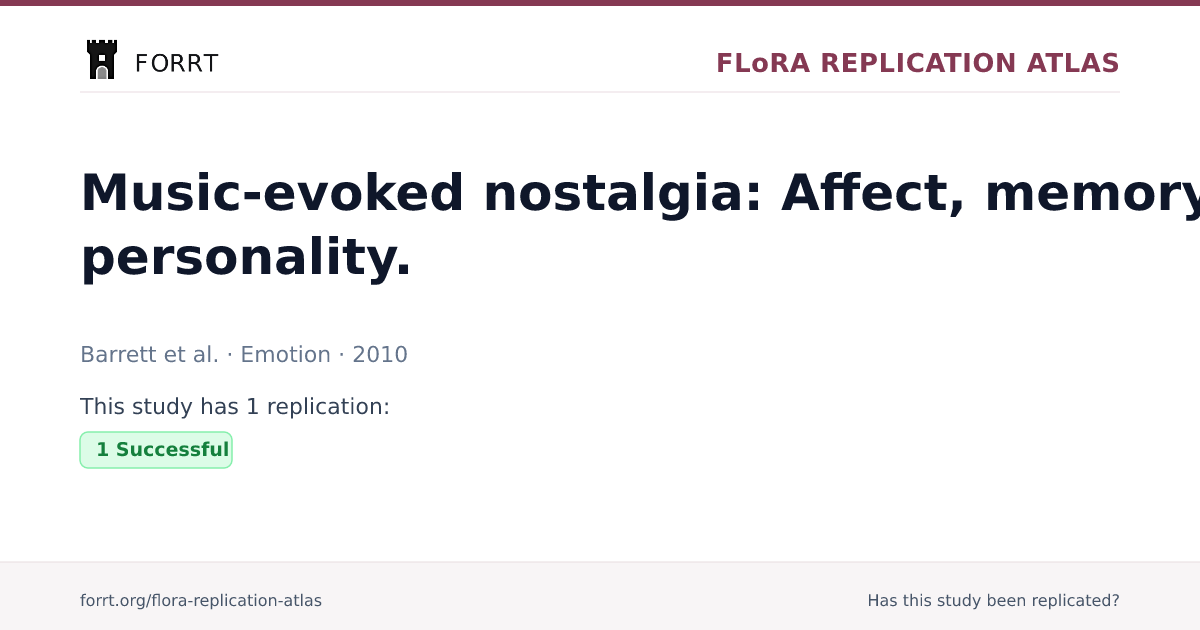 FORRT
FLoRA REPLICATION ATLAS
Music-evoked nostalgia: Affect, memory
personality.
Barrett et al. · Emotion · 2010
This study has 1 replication:
1 Successful
forrt.org/flora-replication-atlas
Has this study been replicated?